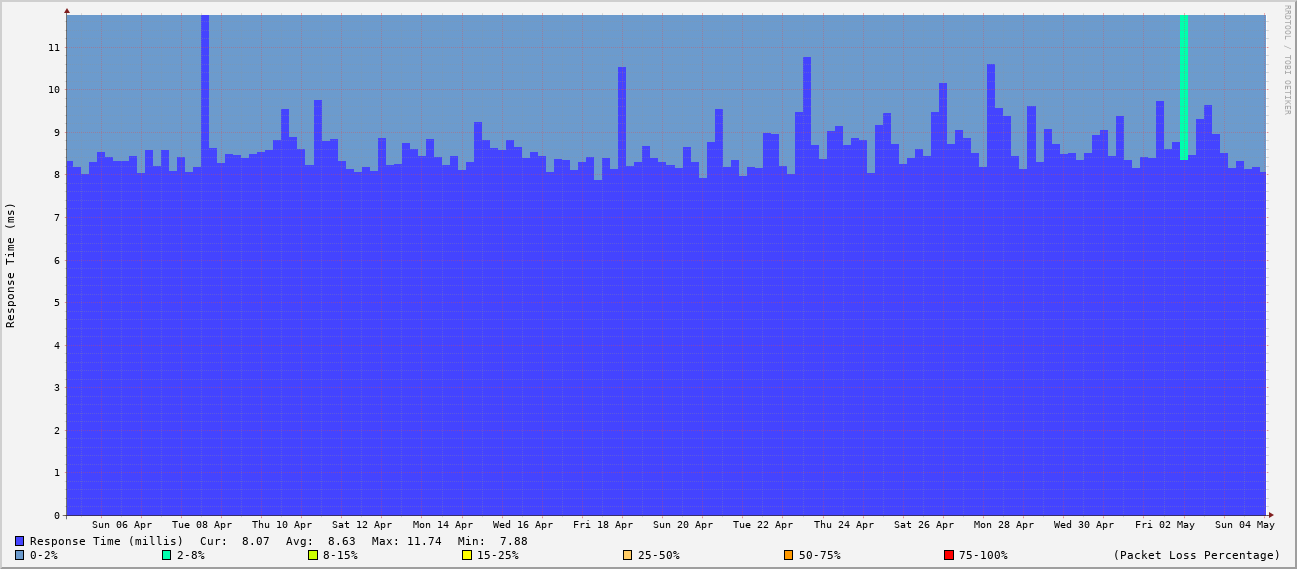 RRDTOOL / TOBI OETIKER
Response Time (ms)
11
10
9
8
7
6
5
4
3
2
1
0
Sun 06 Apr Tue 08 Apr Thu 10 Apr Sat 12 Apr Mon 14 Apr Wed 16 Apr Fri 18 Apr Sun 20 Apr Tue 22 Apr Thu 24 Apr Sat 26 Apr Mon 28 Apr Wed 30 Apr Fri 02 May Sun 04 May
Response Time (millis) Cur: 8.07 Avg: 8.63 Max: 11.74 Min: 7.88
0-2% 2-8% 8-15% 15-25% 25-50% 50-75% 75-100% (Packet Loss Percentage)